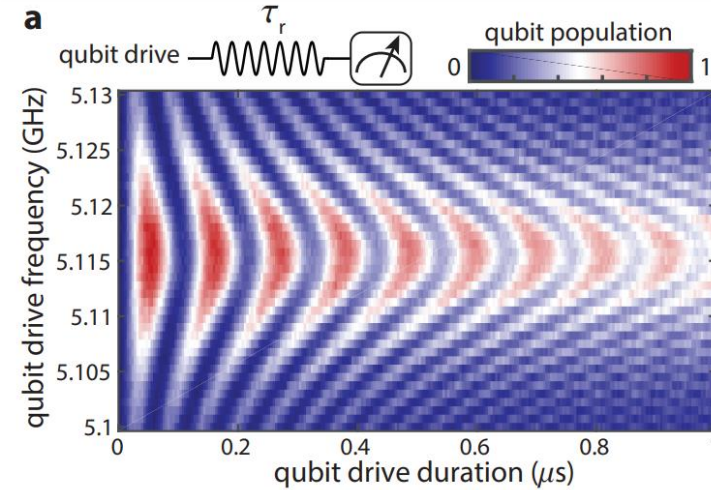 a
τr
qubit drive
qubit population
0
1
qubit drive frequency (GHz)
5.13
5.125
5.12
5.115
5.11
5.105
5.1
0
0.2
0.4
0.6
0.8
qubit drive duration (μs)